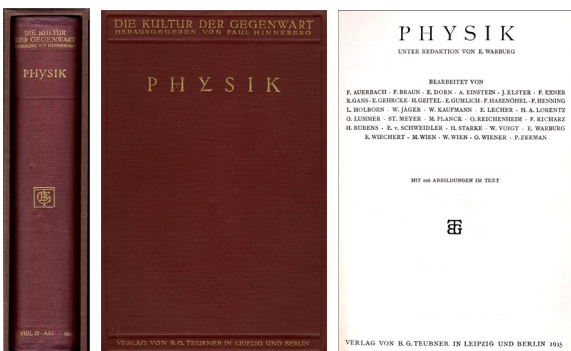 DIE KULTUR
DER GEGENWART
PHYSIK
DIE KULTUR DER GEGENWART
HERAUSGEGEBEN VON PAUL HINNEBERG
PHYSIK
VERLAG VON B.G. TEUBNER IN LEIPZIG UND BERLIN
PHYSIK
UNTER REDAKTION VON E. WARBURG
BEARBEITET VON
F. AUERBACH · F. BRAUN · E. DORN · A. EINSTEIN · J. ELSTER · F. EXNER
R. GANS · E. GEHRCKE · H. GEITEL · E. GUMLICH · F. HASENÖHRL · F. HENNING
L. HOLBORN · W. JÄGER · W. KAUFMANN · E. LECHER · H. A. LORENTZ
O. LUMMER · ST. MEYER · M. PLANCK · O. REICHENHEIM · F. RICHARZ
H. RUBENS · E. v. SCHWEIDLER · H. STARKE · W. VOIGT · E. WARBURG
E. WIECHERT · M. WIEN · W. WIEN · O. WIENER · P. ZEEMAN
MIT 106 ABBILDUNGEN IM TEXT
VERLAG VON B. G. TEUBNER IN LEIPZIG UND BERLIN 1915